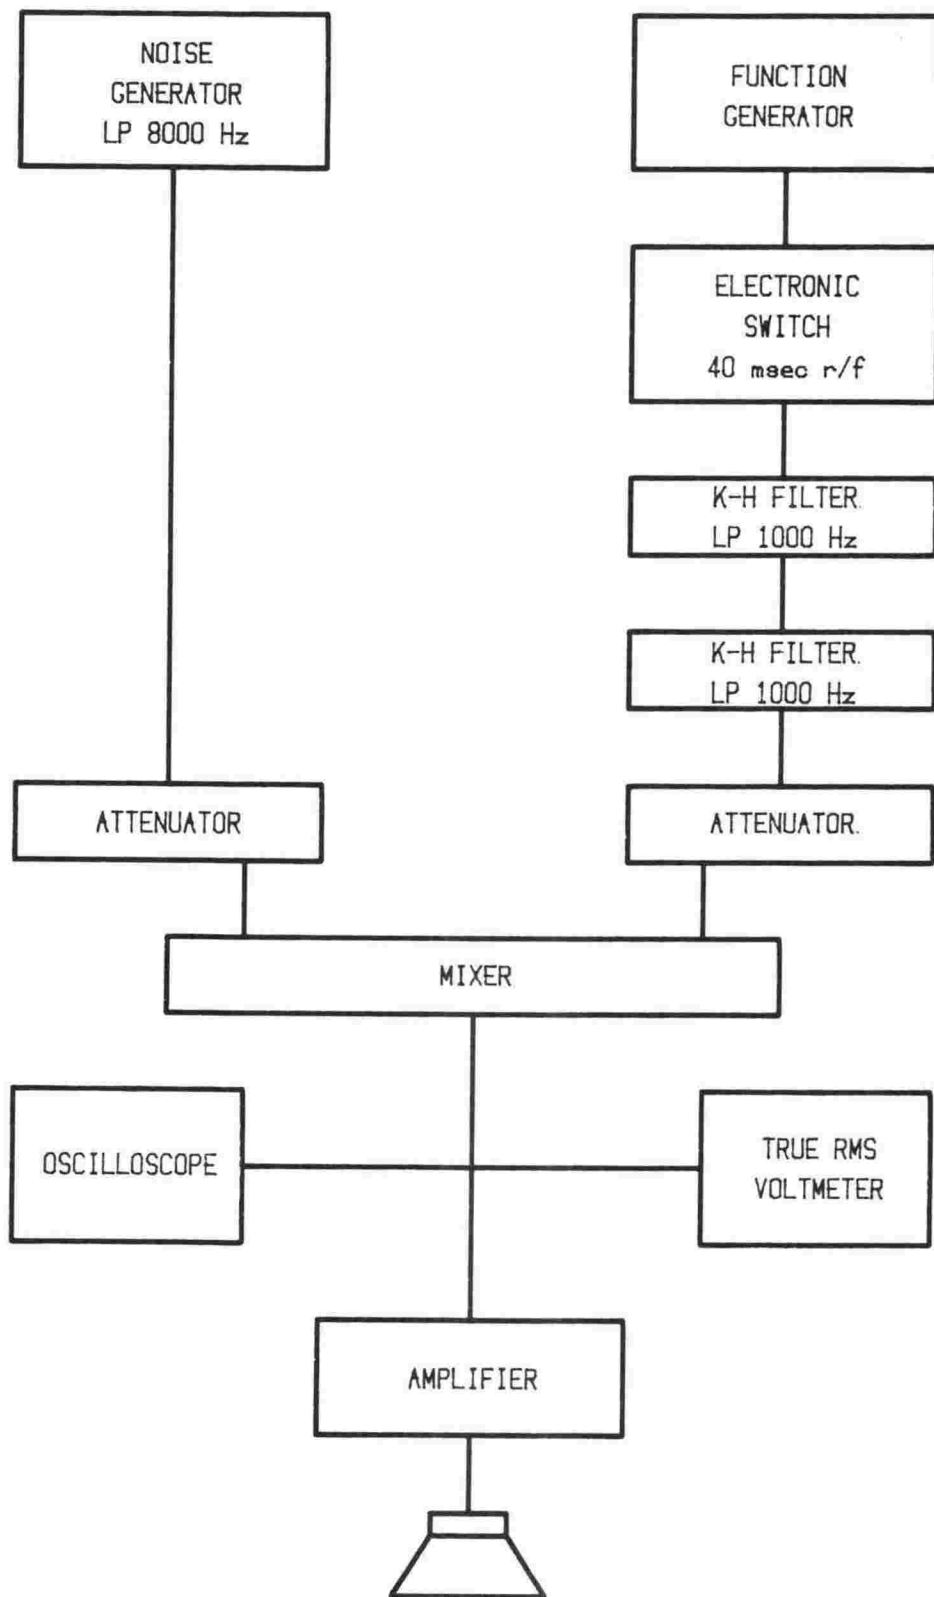 NOISE
GENERATOR
LP 8000 Hz
FUNCTION
GENERATOR
ELECTRONIC
SWITCH
40 msec r/f
K-H FILTER.
LP 1000 Hz
K-H FILTER.
LP 1000 Hz
ATTENUATOR
ATTENUATOR.
MIXER
OSCILLOSCOPE
TRUE RMS
VOLTMETER
AMPLIFIER